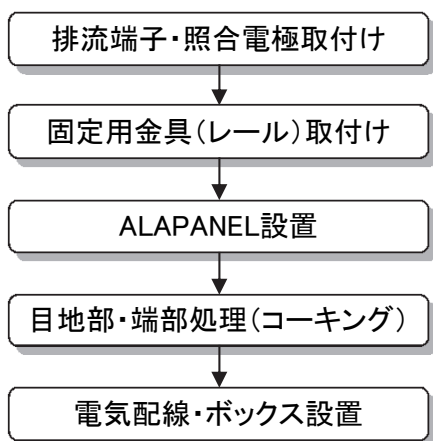 排流端子・照合電極取付け
固定用金具(レール)取付け
ALAPANEL設置
目地部・端部処理(コーキング)
電気配線・ボックス設置